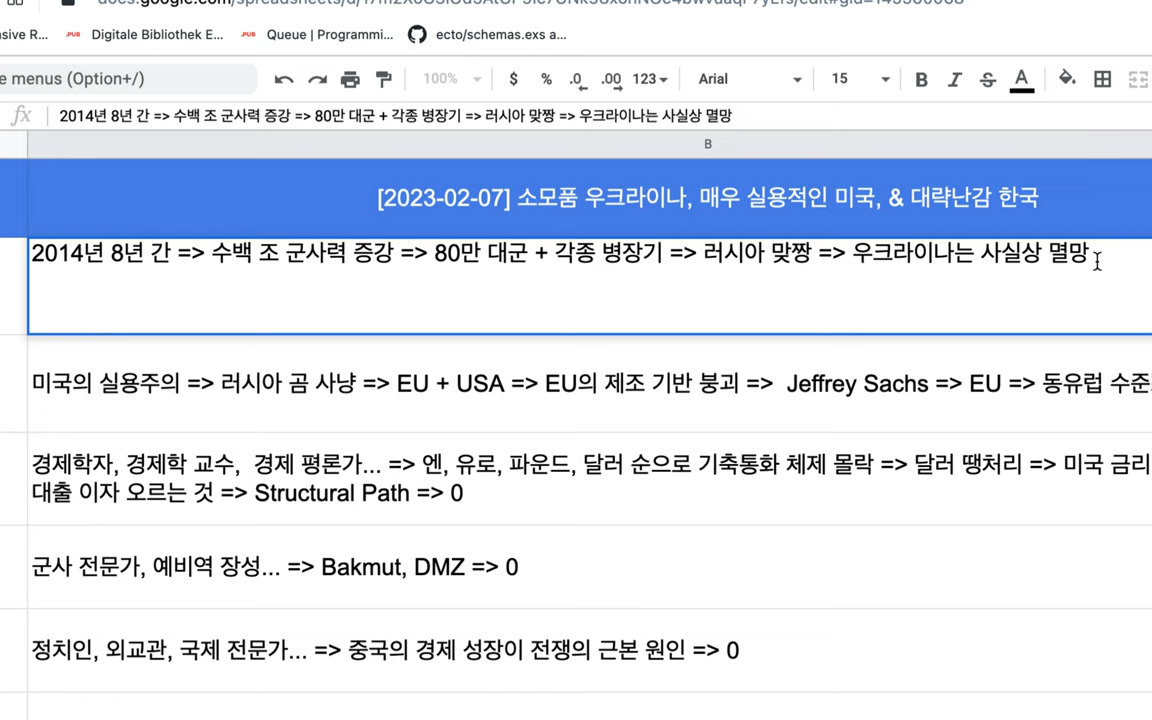 sive R...
Digitale Bibliothek E...
Queue | Programmi...
ecto/schemas.exs a...
e menus (Option+/)
100%
$
%
.0
.00
123
Arial
15
B
I
S
A
fx
2014년 8년 간 => 수백 조 군사력 증강 => 80만 대군 + 각종 병장기 => 러시아 맞짱 => 우크라이나는 사실상 멸망
B
[2023-02-07] 소모품 우크라이나, 매우 실용적인 미국, & 대략난감 한국
2014년 8년 간 => 수백 조 군사력 증강 => 80만 대군 + 각종 병장기 => 러시아 맞짱 => 우크라이나는 사실상 멸망
미국의 실용주의 => 러시아 곰 사냥 => EU + USA => EU의 제조 기반 붕괴 => Jeffrey Sachs => EU => 동유럽 수준
경제학자, 경제학 교수, 경제 평론가... => 엔, 유로, 파운드, 달러 순으로 기축통화 체제 몰락 => 달러 땡처리 => 미국 금리
대출 이자 오르는 것 => Structural Path => 0
군사 전문가, 예비역 장성... => Bakmut, DMZ => 0
정치인, 외교관, 국제 전문가... => 중국의 경제 성장이 전쟁의 근본 원인 => 0